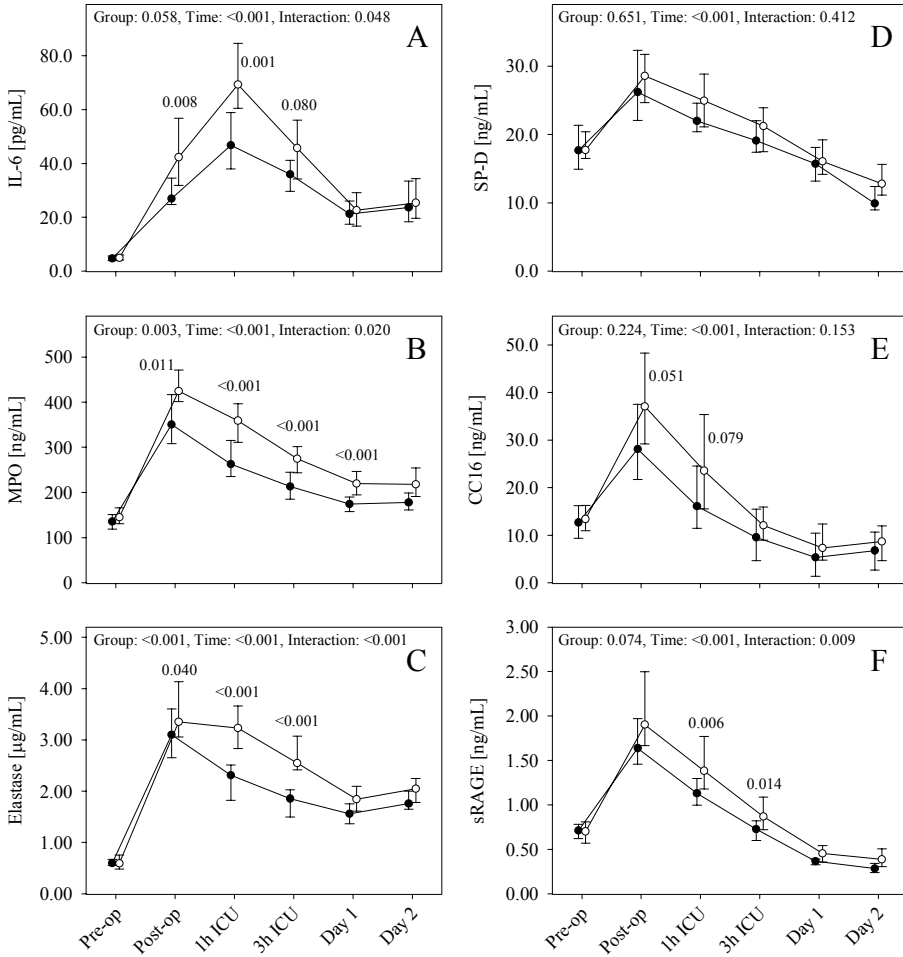 Group: 0.058, Time: <0.001, Interaction: 0.048
A
80.0
60.0
40.0
20.0
0.0
IL-6 [pg/mL]
0.008
0.001
0.080
Group: 0.651, Time: <0.001, Interaction: 0.412
D
30.0
20.0
10.0
0.0
SP-D [ng/mL]
Group: 0.003, Time: <0.001, Interaction: 0.020
B
500
400
300
200
100
0
MPO [ng/mL]
0.011
<0.001
<0.001
<0.001
Group: 0.224, Time: <0.001, Interaction: 0.153
E
50.0
40.0
30.0
20.0
10.0
0.0
CC16 [ng/mL]
0.051
0.079
Group: <0.001, Time: <0.001, Interaction: <0.001
C
5.00
4.00
3.00
2.00
1.00
0.00
Elastase [µg/mL]
0.040
<0.001
<0.001
Pre-op
Post-op
1h ICU
3h ICU
Day 1
Day 2
Group: 0.074, Time: <0.001, Interaction: 0.009
F
3.00
2.50
2.00
1.50
1.00
0.50
0.00
sRAGE [ng/mL]
0.006
0.014
Pre-op
Post-op
1h ICU
3h ICU
Day 1
Day 2